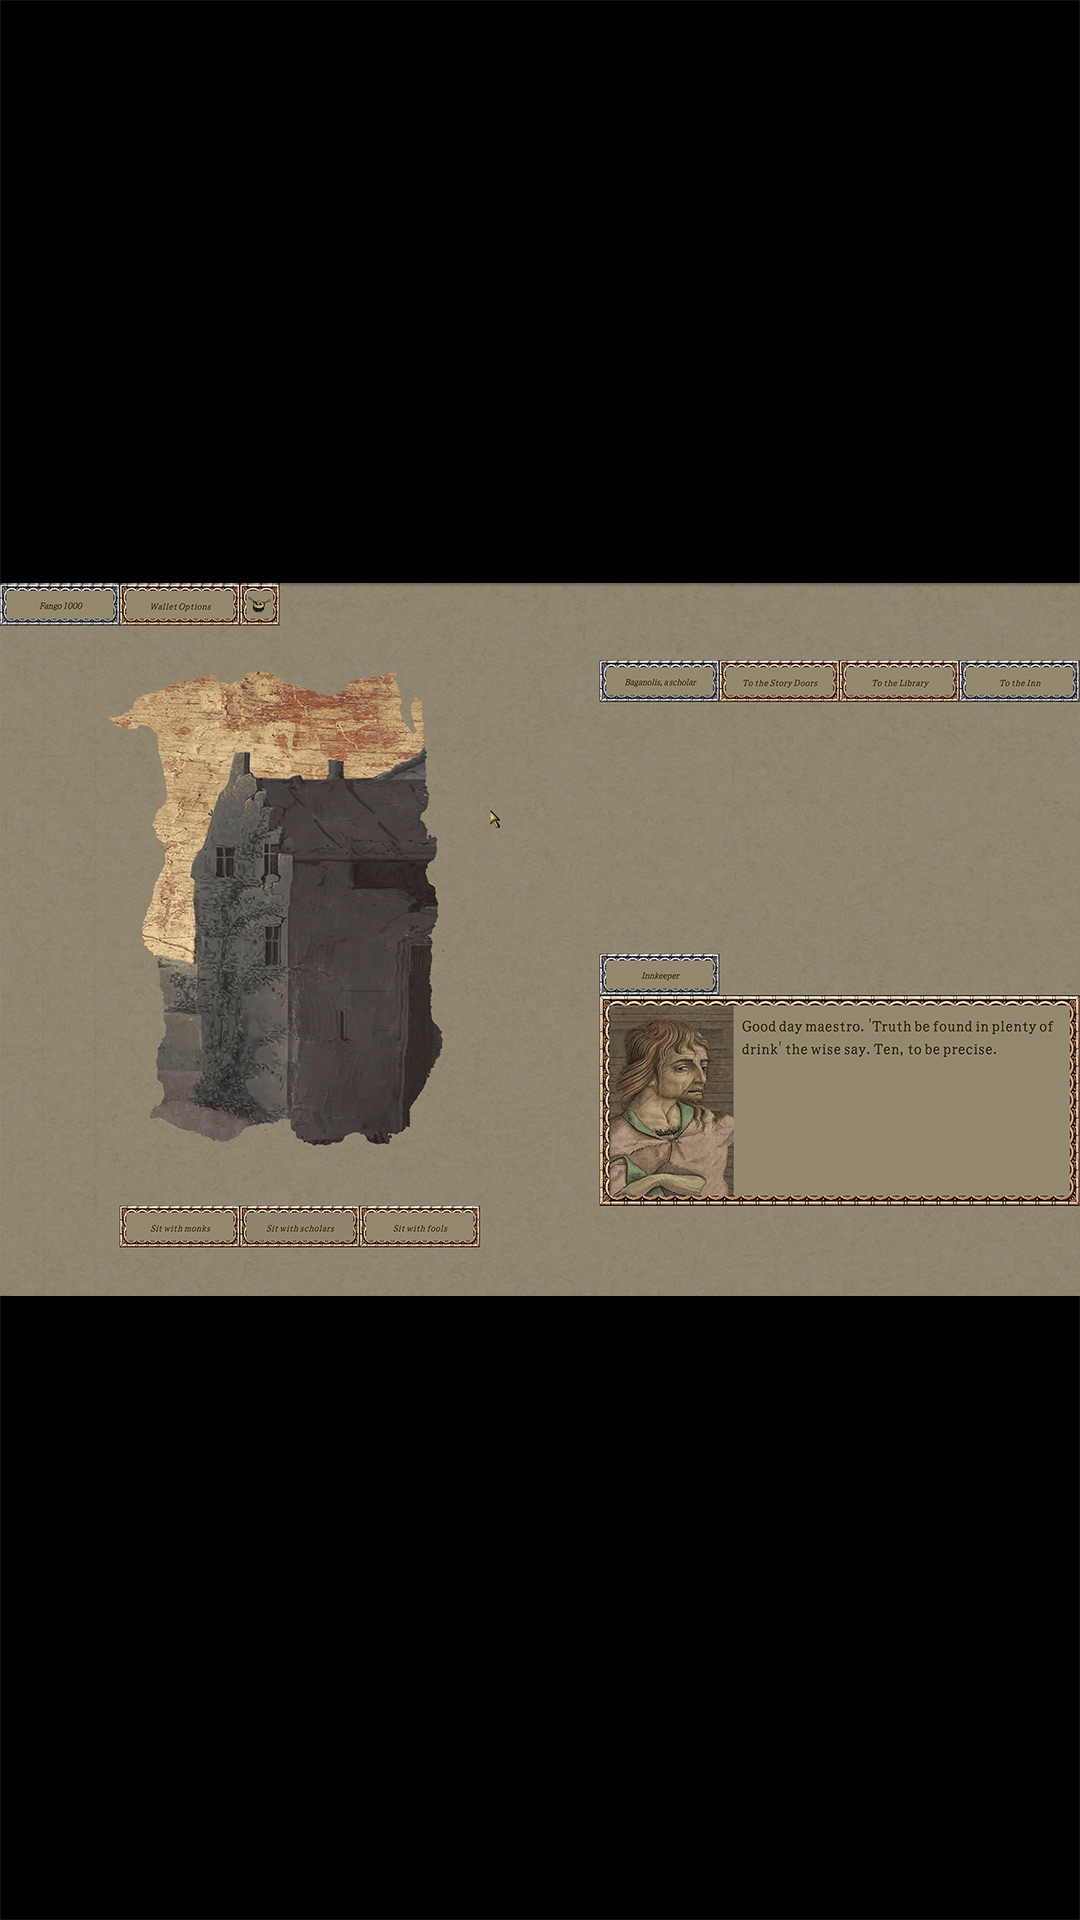 Fango 1000
Wallet Options
Baganolis, a scholar
To the Story Doors
To the Library
To the Inn
Innkeeper
Good day maestro. 'Truth be found in plenty of
drink' the wise say. Ten, to be precise.
Sit with monks
Sit with scholars
Sit with fools